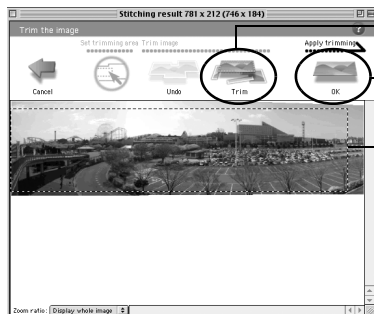 Stitching result 781 x 212 (746 x 184)
Trim the image
Set trimming area Trim image Apply trimming
Cancel Undo Trim OK
Zoom ratio: Display whole image